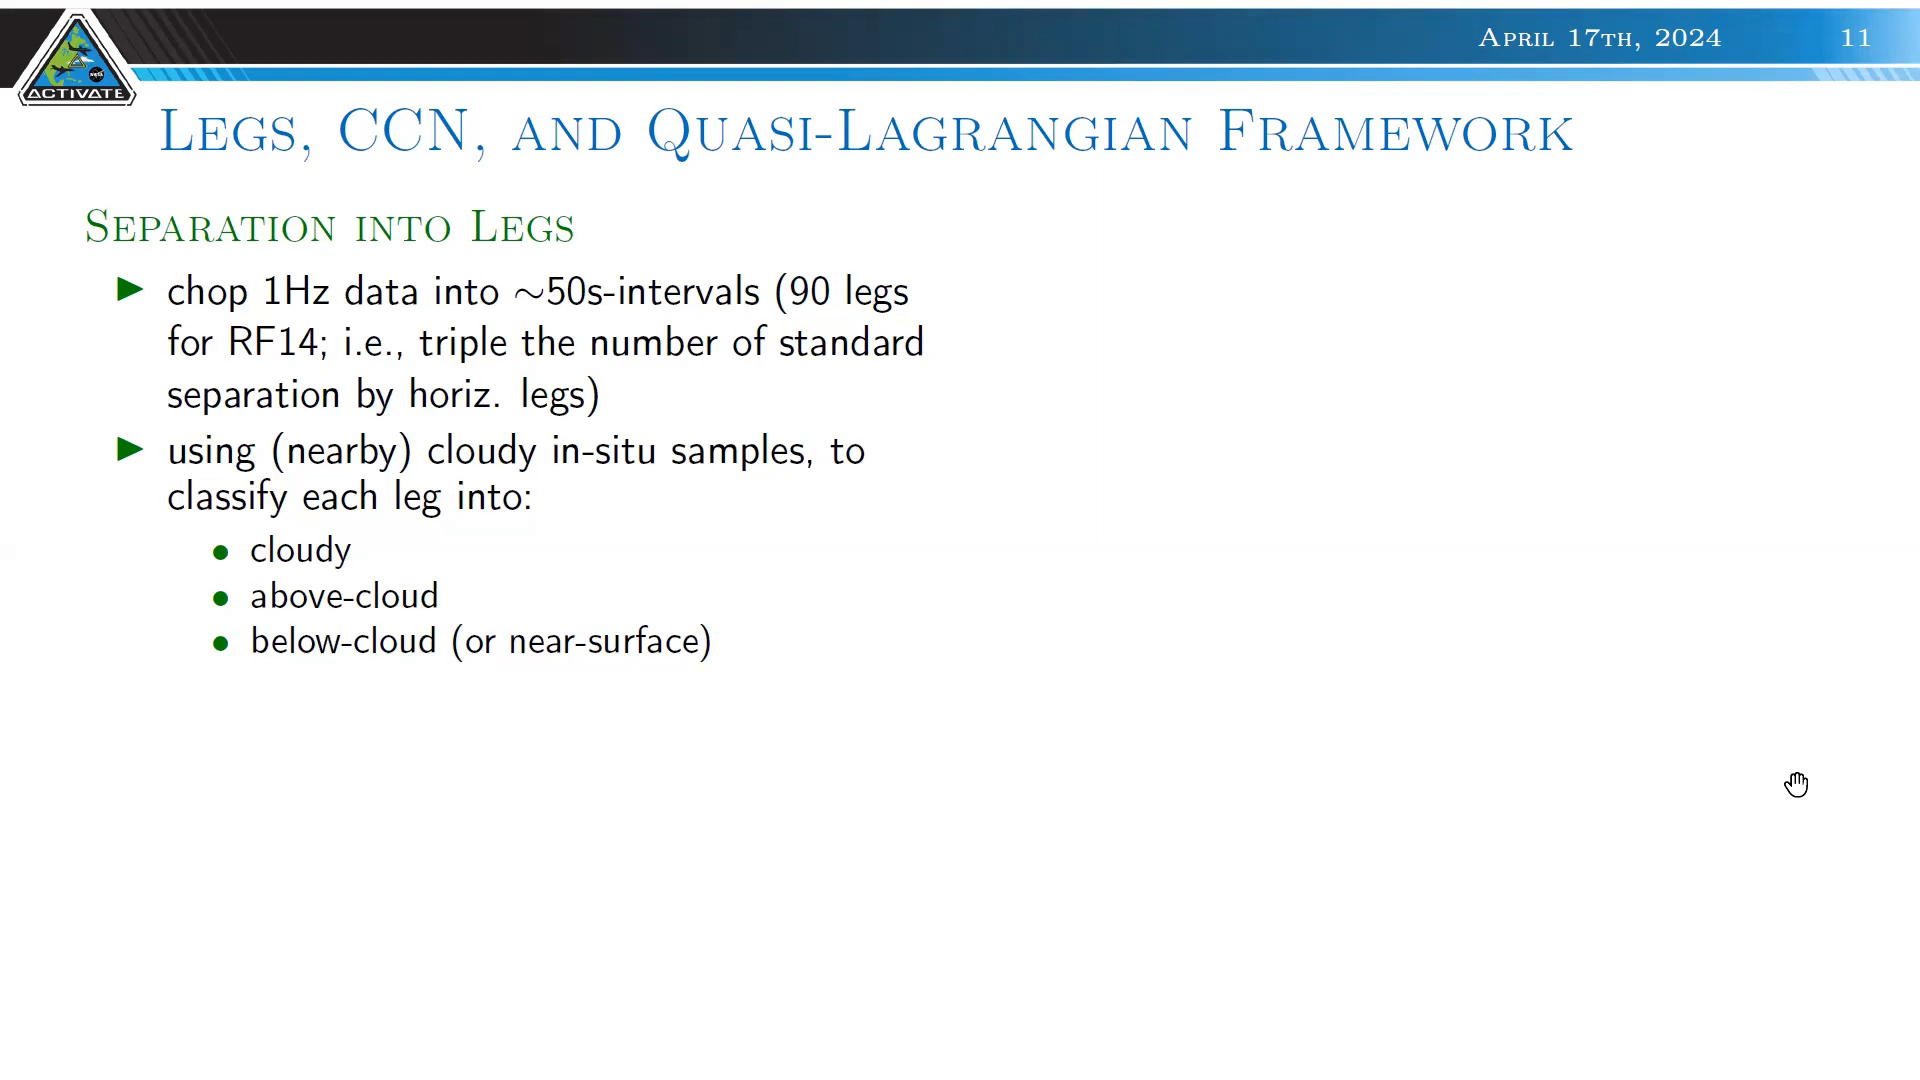 April 17th, 2024 11
ACTIVATE
Legs, CCN, and Quasi-Lagrangian Framework
Separation into Legs
chop 1Hz data into ~50s-intervals (90 legs
for RF14; i.e., triple the number of standard
separation by horiz. legs)
using (nearby) cloudy in-situ samples, to
classify each leg into:
cloudy
above-cloud
below-cloud (or near-surface)